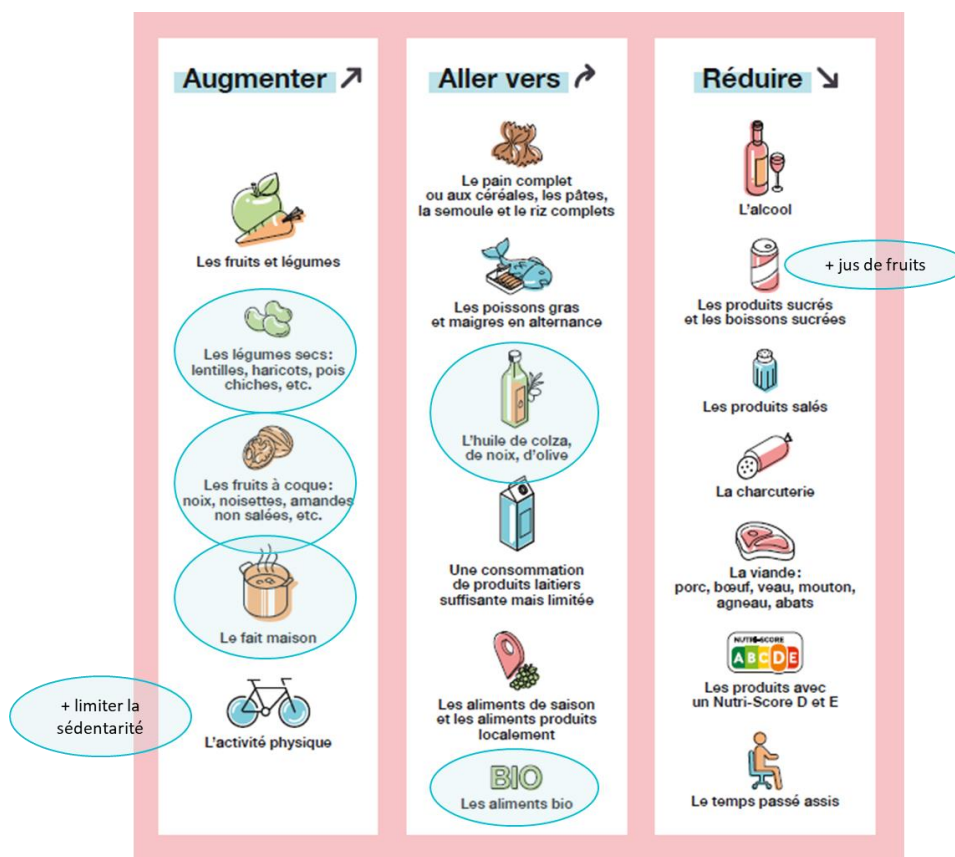 Augmenter
Les fruits et légumes
Les légumes secs:
lentilles, haricots, pois
chiches, etc.
Les fruits à coque:
noix, noisettes, amandes
non salées, etc.
Le fait maison
+ limiter la
sédentarité
L'activité physique
Aller vers
Le pain complet
ou aux céréales, les pâtes,
la semoule et le riz complets
Les poissons gras
et maigres en alternance
L'huile de colza,
de noix, d'olive
Une consommation
de produits laitiers
suffisante mais limitée
Les aliments de saison
et les aliments produits
localement
BIO
Les aliments bio
Réduire
L'alcool
+ jus de fruits
Les produits sucrés
et les boissons sucrées
Les produits salés
La charcuterie
La viande:
porc, bœuf, veau, mouton,
agneau, abats
NUTRI-SCORE
A B C D E
Les produits avec
un Nutri-Score D et E
Le temps passé assis